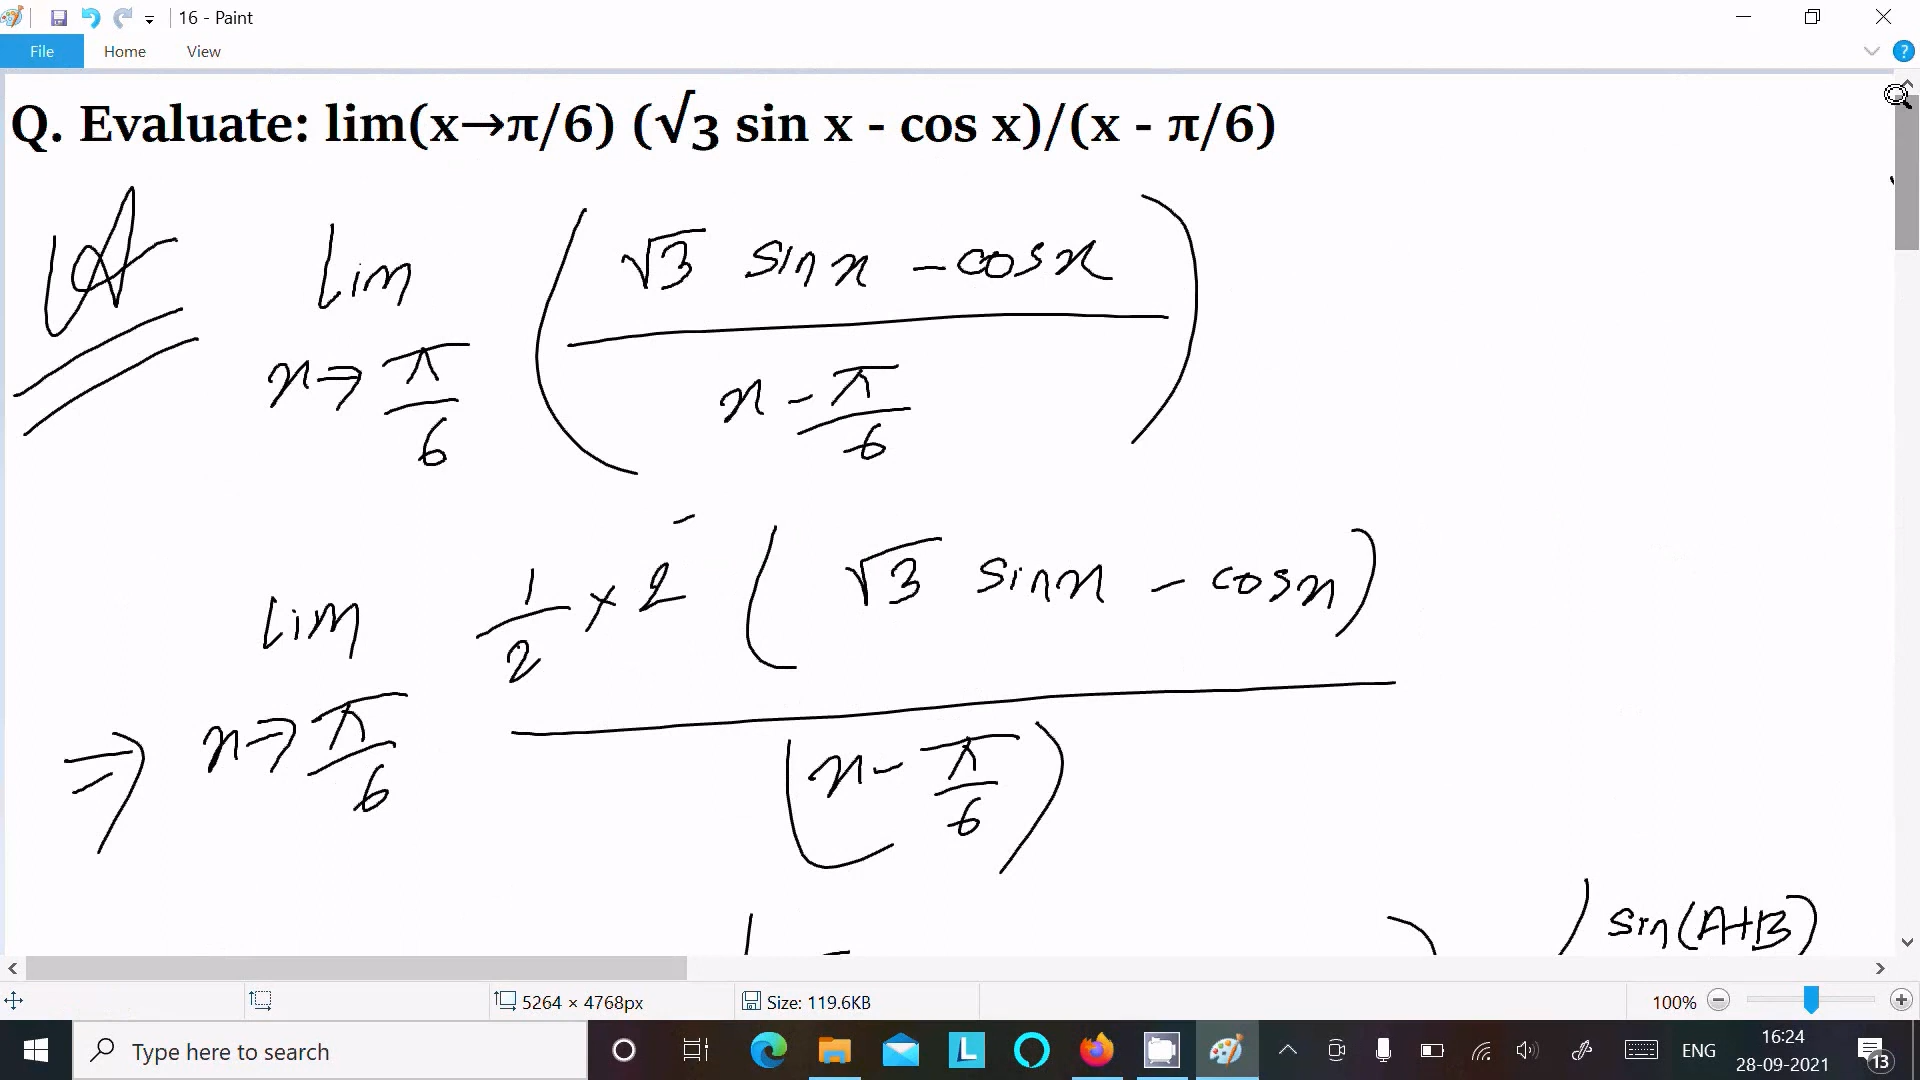 16 - Paint
File Home View
Q. Evaluate: lim(x→π/6) (√3 sin x - cos x)/(x - π/6)
lim x→π/6 ( (√3 sin x - cos x) / (x - π/6) )
⇒ lim x→π/6 1/2 × 2 (√3 sin x - cos x) / (x - π/6)
sin(A+B)
5264 × 4768px Size: 119.6KB 100%
Type here to search
ENG
16:24
28-09-2021
13